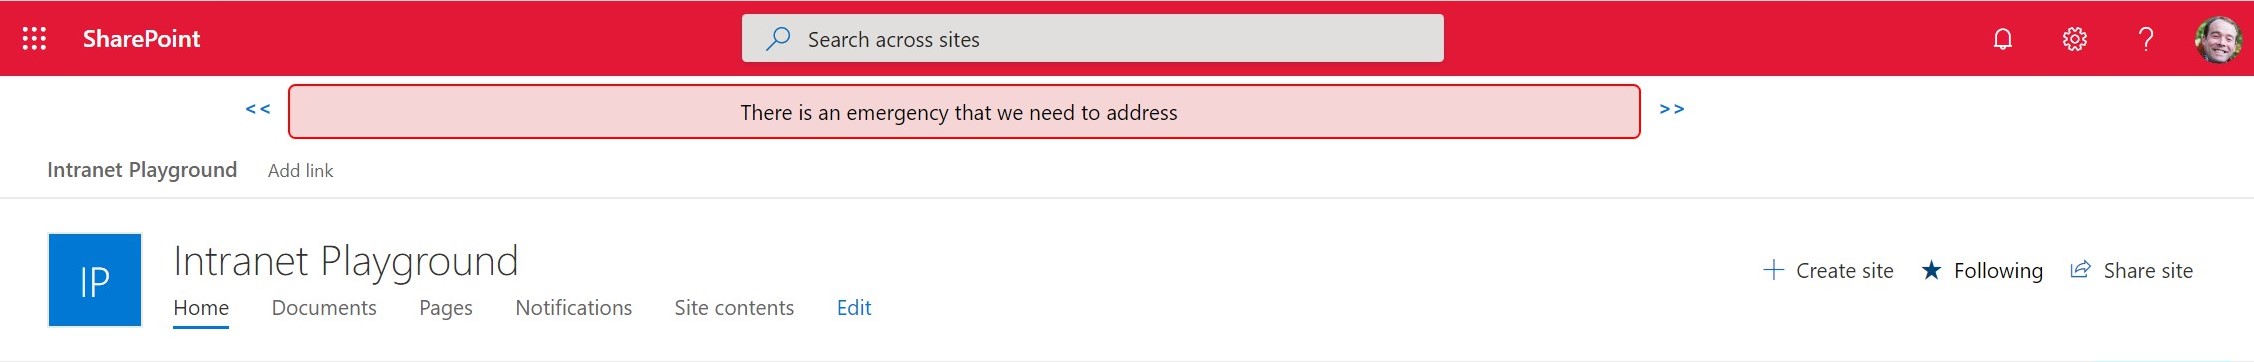 SharePoint Search across sites ?
<< There is an emergency that we need to address >>
Intranet Playground Add link
IP Intranet Playground
+ Create site Following Share site
Home Documents Pages Notifications Site contents Edit